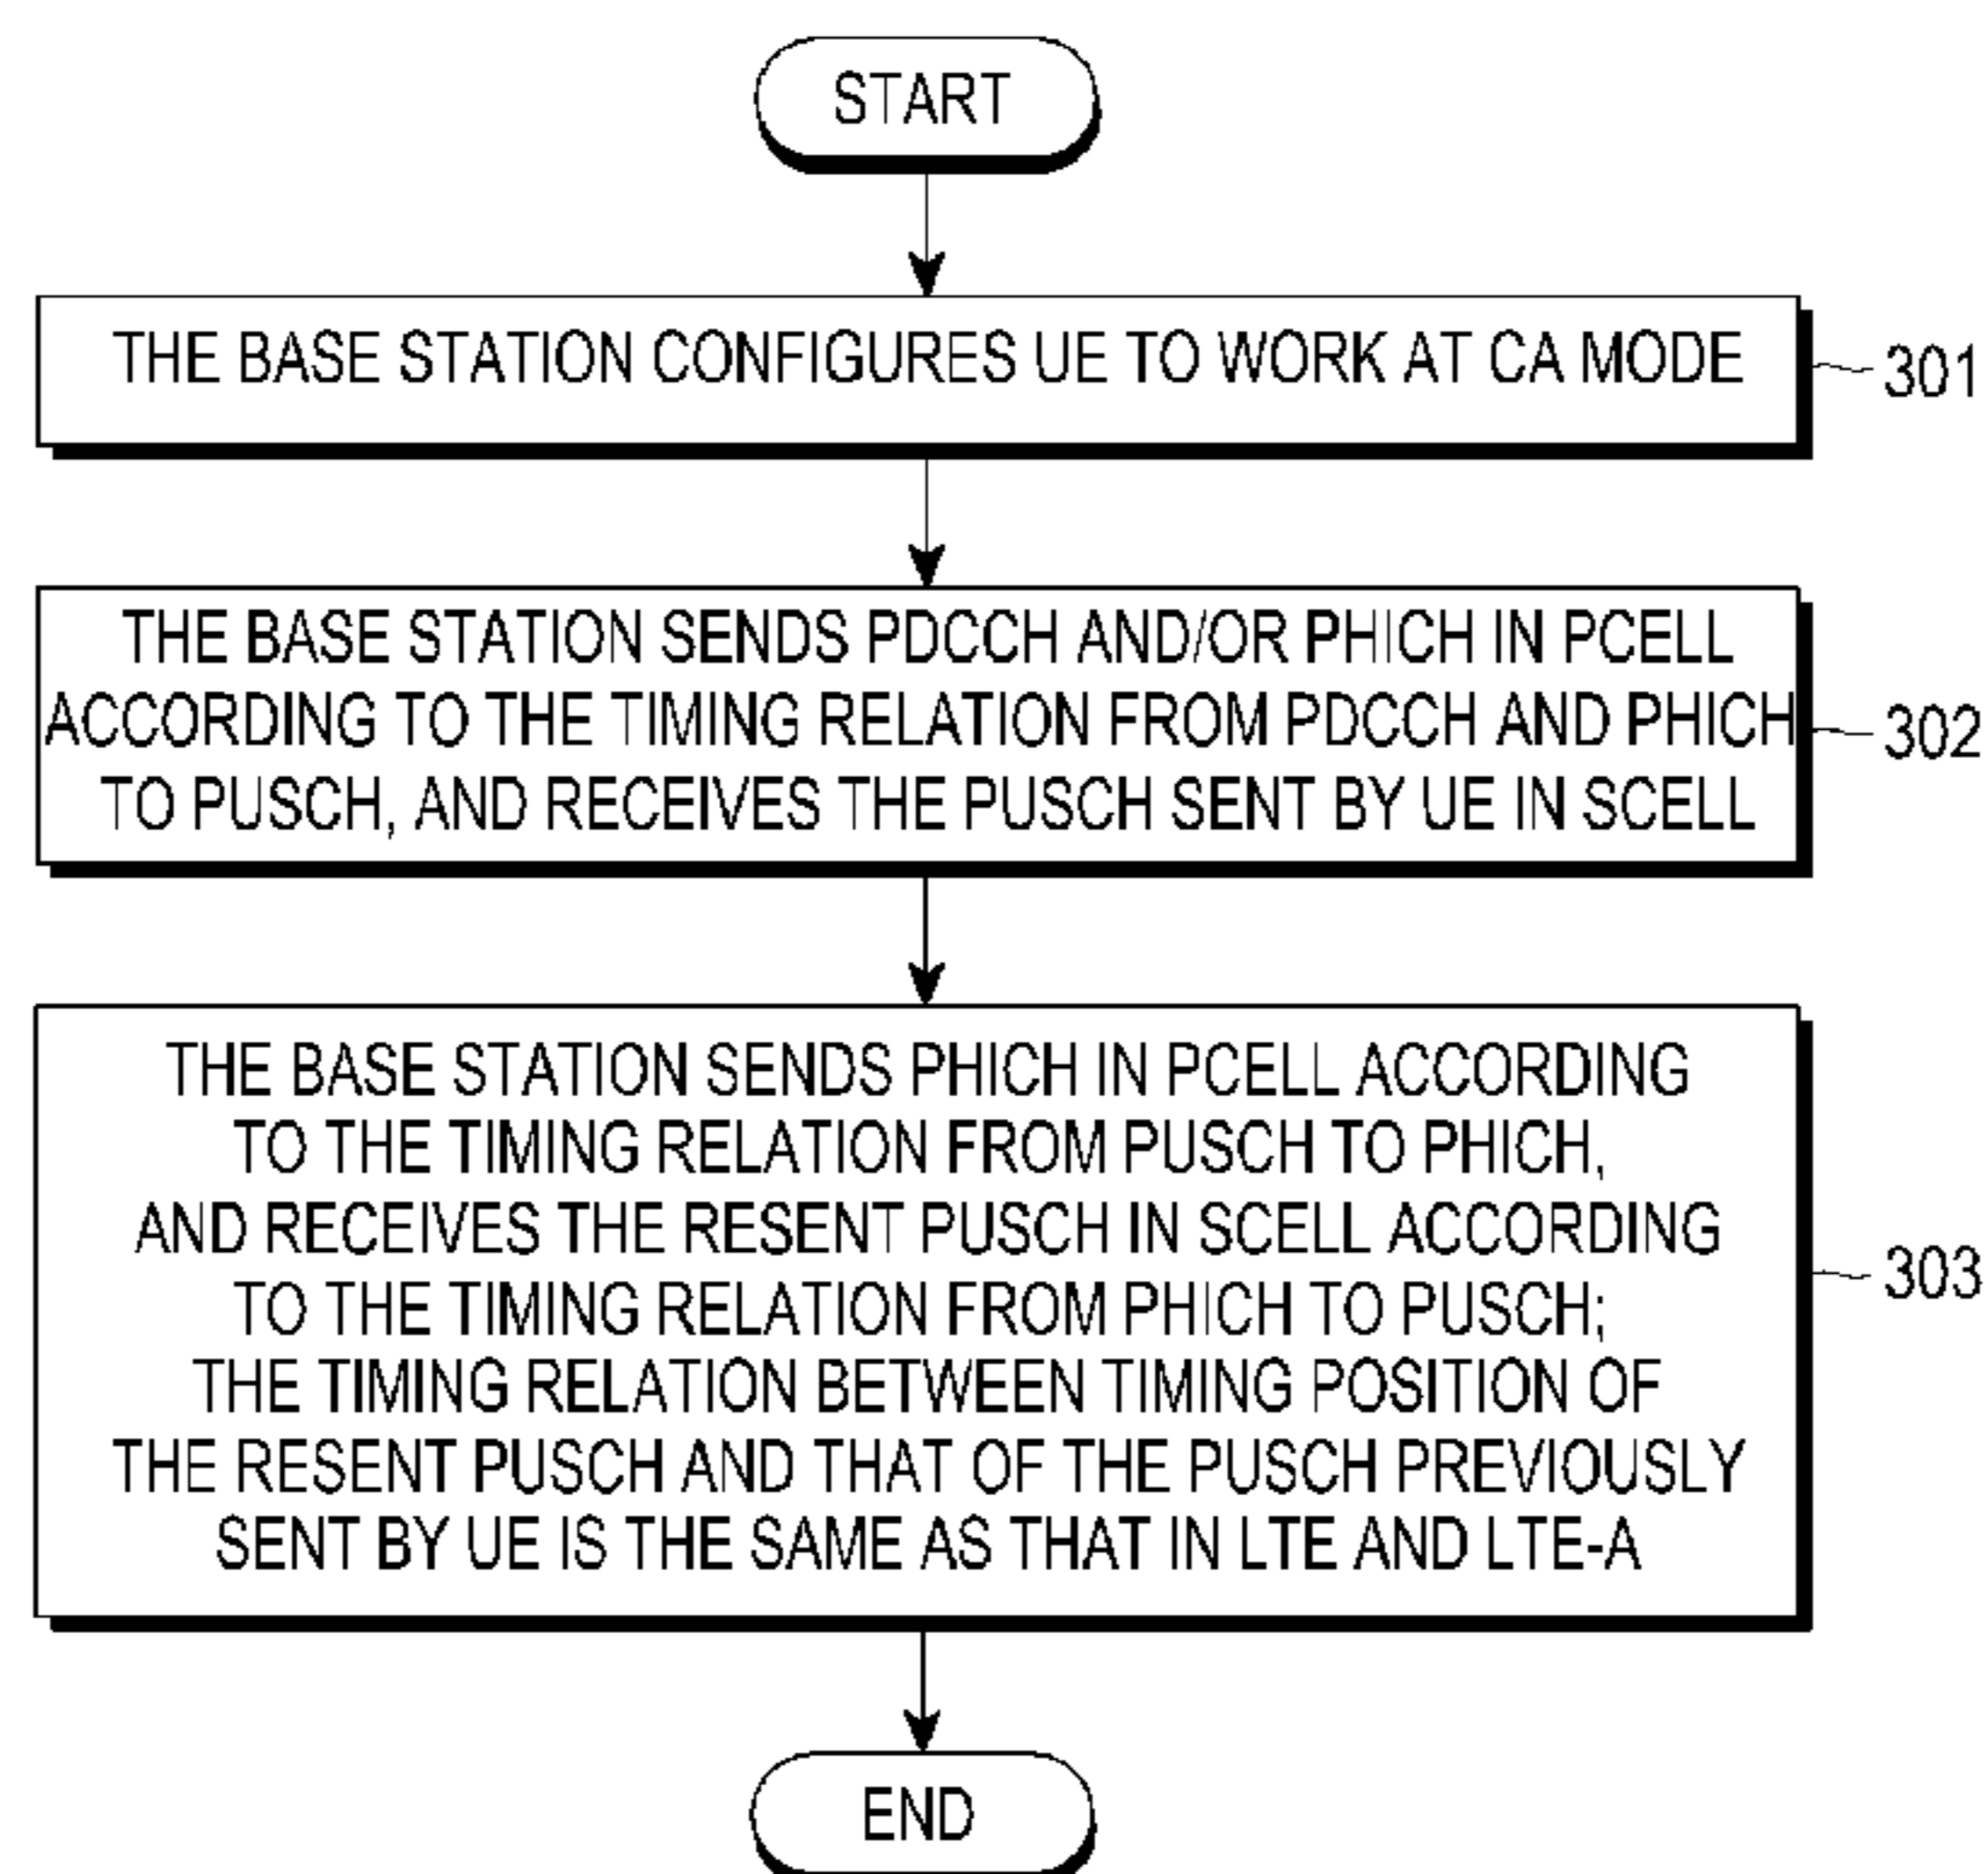 START
THE BASE STATION CONFIGURES UE TO WORK AT CA MODE
301
THE BASE STATION SENDS PDCCH AND/OR PHICH IN PCELL
ACCORDING TO THE TIMING RELATION FROM PDCCH AND PHICH
TO PUSCH, AND RECEIVES THE PUSCH SENT BY UE IN SCELL
302
THE BASE STATION SENDS PHICH IN PCELL ACCORDING
TO THE TIMING RELATION FROM PUSCH TO PHICH,
AND RECEIVES THE RESENT PUSCH IN SCELL ACCORDING
TO THE TIMING RELATION FROM PHICH TO PUSCH;
THE TIMING RELATION BETWEEN TIMING POSITION OF
THE RESENT PUSCH AND THAT OF THE PUSCH PREVIOUSLY
SENT BY UE IS THE SAME AS THAT IN LTE AND LTE-A
303
END